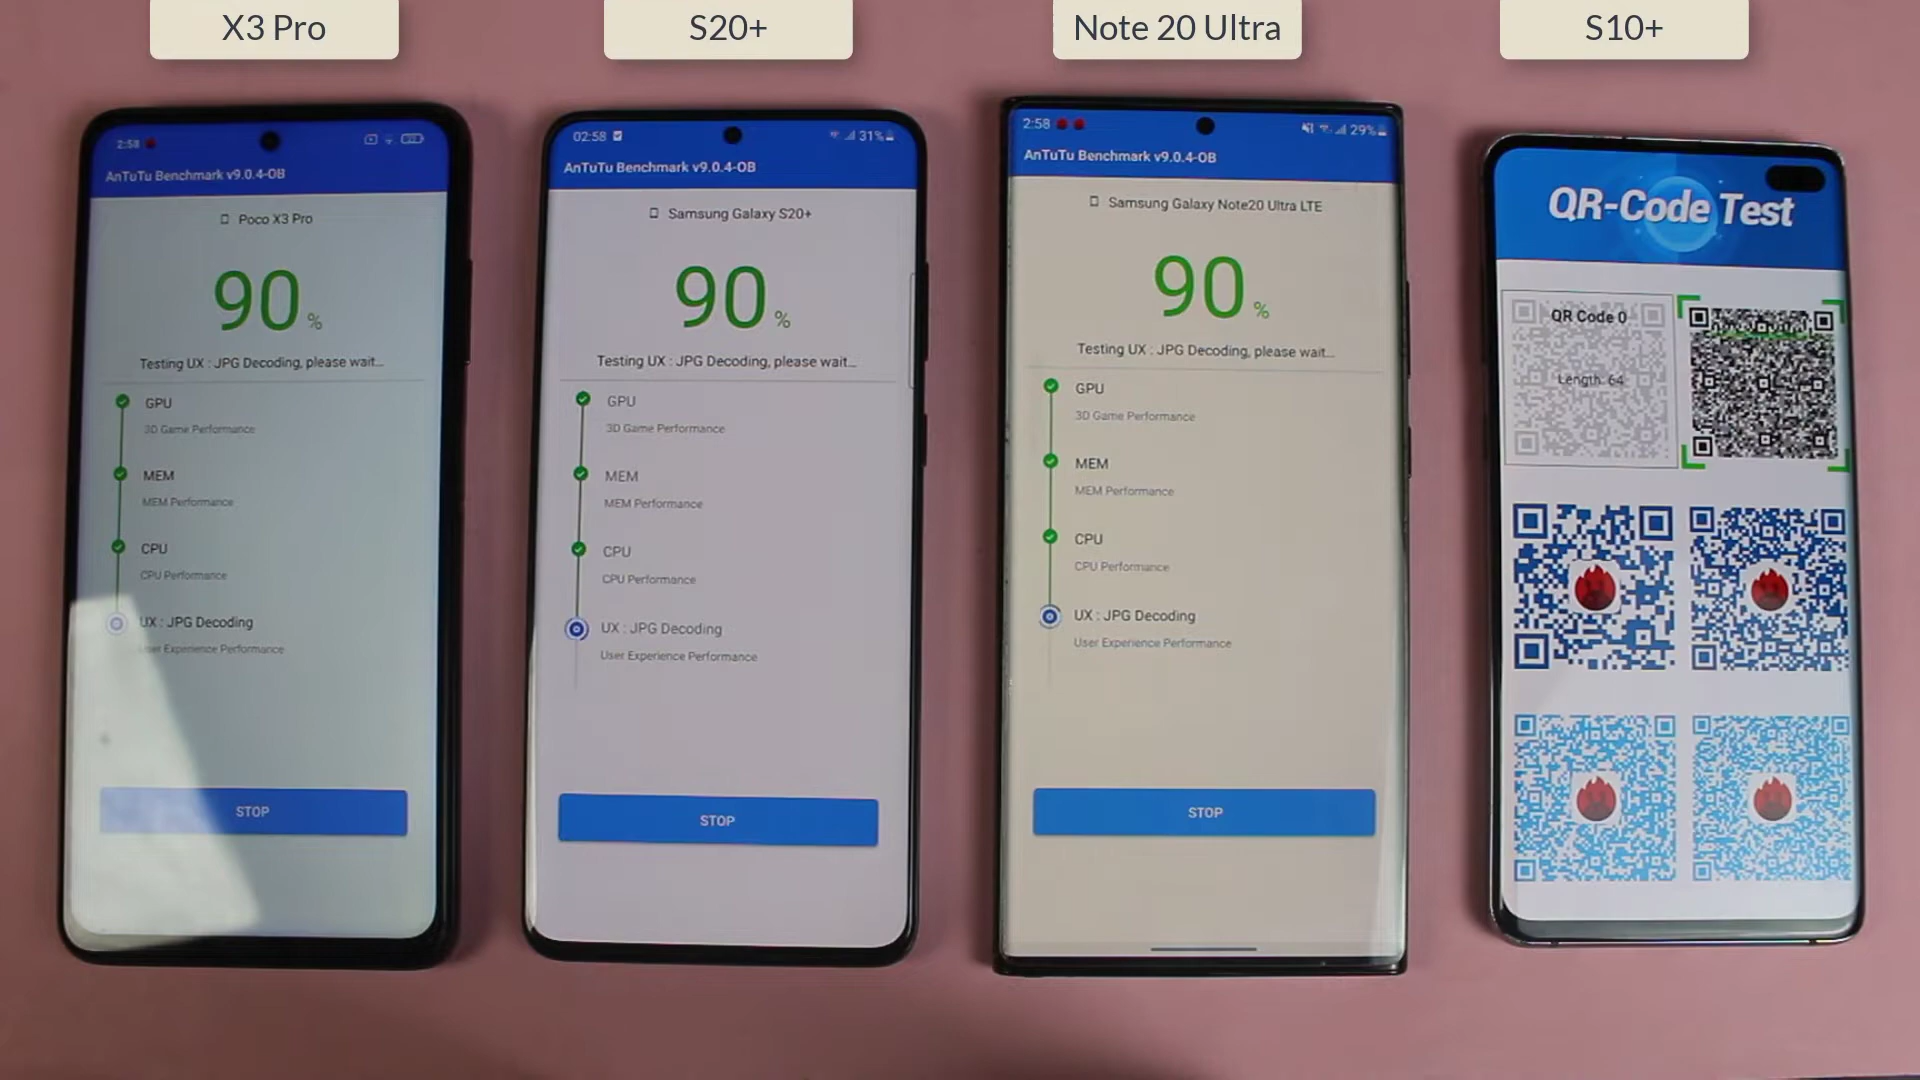 X3 Pro
S20+
Note 20 Ultra
S10+
2:58
AnTuTu Benchmark v9.0.4-OB
Poco X3 Pro
90 %
Testing UX : JPG Decoding, please wait...
GPU
3D Game Performance
MEM
MEM Performance
CPU
CPU Performance
UX : JPG Decoding
User Experience Performance
STOP
02:58 31%
AnTuTu Benchmark v9.0.4-OB
Samsung Galaxy S20+
90 %
Testing UX : JPG Decoding, please wait...
GPU
3D Game Performance
MEM
MEM Performance
CPU
CPU Performance
UX : JPG Decoding
User Experience Performance
STOP
2:58 29%
AnTuTu Benchmark v9.0.4-OB
Samsung Galaxy Note20 Ultra LTE
90 %
Testing UX : JPG Decoding, please wait...
GPU
3D Game Performance
MEM
MEM Performance
CPU
CPU Performance
UX : JPG Decoding
User Experience Performance
STOP
QR-Code Test
QR Code 0
Length: 64